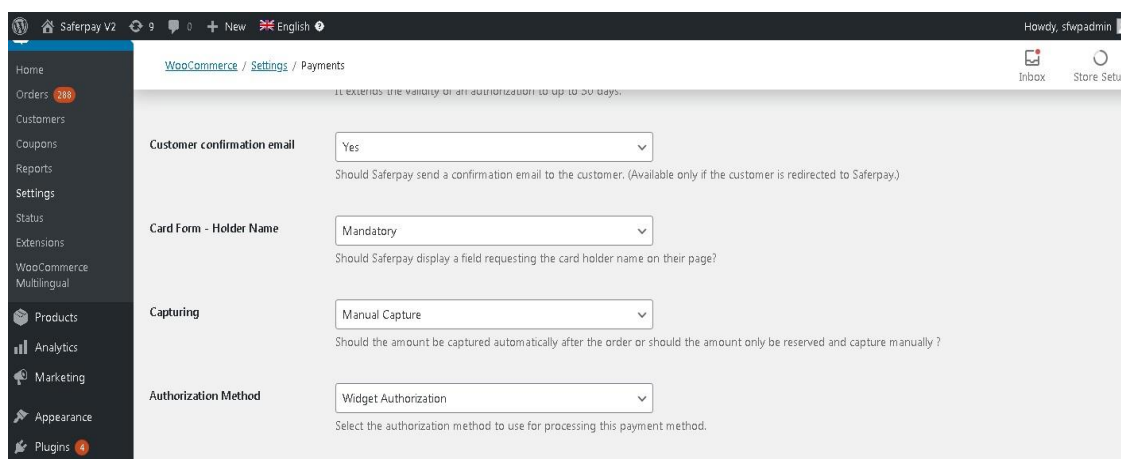 Saferpay V2 9 0 + New English Howdy, sfwpadmin
Home
Orders 288
Customers
Coupons
Reports
Settings
Status
Extensions
WooCommerce
Multilingual
Products
Analytics
Marketing
Appearance
Plugins 4
WooCommerce / Settings / Payments
Inbox
Store Setu
It extends the validity of an authorization to up to 30 days.
Customer confirmation email
Yes
Should Saferpay send a confirmation email to the customer. (Available only if the customer is redirected to Saferpay.)
Card Form - Holder Name
Mandatory
Should Saferpay display a field requesting the card holder name on their page?
Capturing
Manual Capture
Should the amount be captured automatically after the order or should the amount only be reserved and capture manually ?
Authorization Method
Widget Authorization
Select the authorization method to use for processing this payment method.